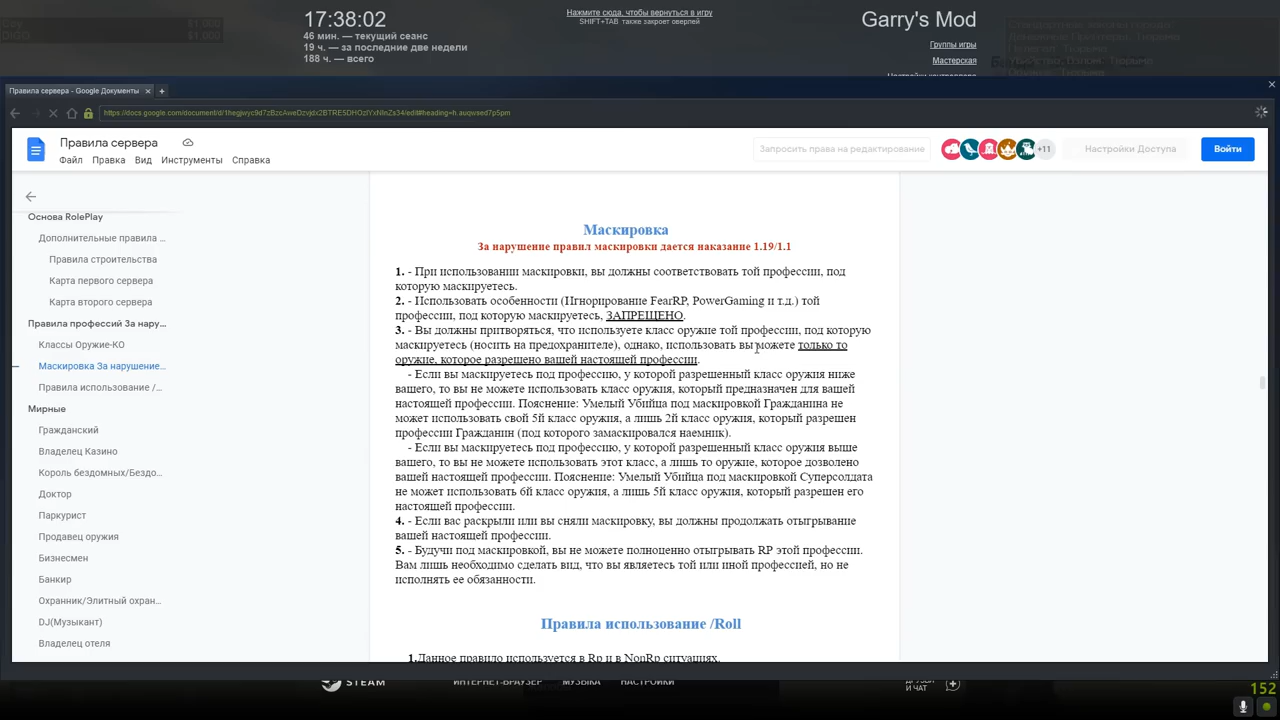 17:38:02
46 мин. — текущий сеанс
19 ч. — за последние две недели
188 ч. — всего
Нажмите сюда, чтобы вернуться в игру
SHIFT+TAB также закроет оверлей
Garry's Mod
Группы игры
Мастерская
Правила сервера - Google Документы
Правила сервера
Файл Правка Вид Инструменты Справка
Запросить права на редактирование
+11
Настройки Доступа
Войти
Основа RolePlay
Дополнительные правила ...
Правила строительства
Карта первого сервера
Карта второго сервера
Правила профессий За нару...
Классы Оружие-КО
Маскировка За нарушение...
Правила использование /...
Мирные
Гражданский
Владелец Казино
Король бездомных/Бездо...
Доктор
Паркурист
Продавец оружия
Бизнесмен
Банкир
Охранник/Элитный охран...
DJ(Музыкант)
Владелец отеля
Маскировка
За нарушение правил маскировки дается наказание 1.19/1.1
1. - При использовании маскировки, вы должны соответствовать той профессии, под
которую маскируетесь.
2. - Использовать особенности (Игнорирование FearRP, PowerGaming и т.д.) той
профессии, под которую маскируетесь, ЗАПРЕЩЕНО.
3. - Вы должны притворяться, что используете класс оружие той профессии, под которую
маскируетесь (носить на предохранителе), однако, использовать вы можете только то
оружие, которое разрешено вашей настоящей профессии.
- Если вы маскируетесь под профессию, у которой разрешенный класс оружия ниже
вашего, то вы не можете использовать класс оружия, который предназначен для вашей
настоящей профессии. Пояснение: Умелый Убийца под маскировкой Гражданина не
может использовать свой 5й класс оружия, а лишь 2й класс оружия, который разрешен
профессии Гражданин (под которого замаскировался наемник).
- Если вы маскируетесь под профессию, у которой разрешенный класс оружия выше
вашего, то вы не можете использовать этот класс, а лишь то оружие, которое дозволено
вашей настоящей профессии. Пояснение: Умелый Убийца под маскировкой Суперсолдата
не может использовать 6й класс оружия, а лишь 5й класс оружия, который разрешен его
настоящей профессии.
4. - Если вас раскрыли или вы сняли маскировку, вы должны продолжать отыгрывание
вашей настоящей профессии.
5. - Будучи под маскировкой, вы не можете полноценно отыгрывать RP этой профессии.
Вам лишь необходимо сделать вид, что вы являетесь той или иной профессией, но не
исполнять ее обязанности.
Правила использование /Roll
1.Данное правило используется в Rp и в NonRp ситуациях.
STEAM
ИНТЕРНЕТ-БРАУЗЕР МУЗЫКА НАСТРОЙКИ
ДРУЗЬЯ
И ЧАТ
152